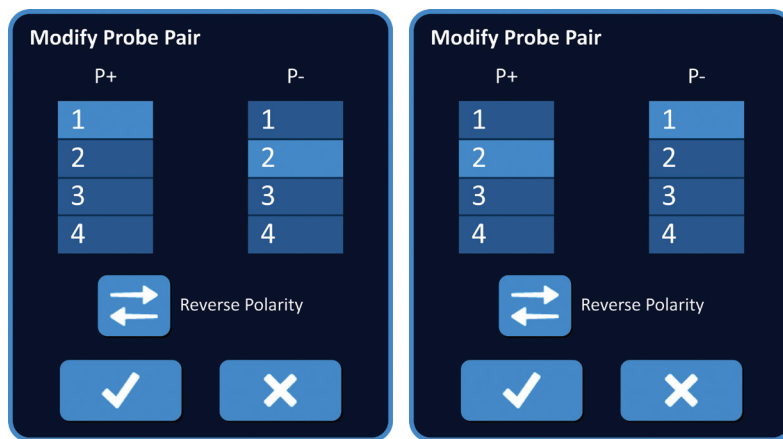 Modify Probe Pair
P+ P-
1 1
2 2
3 3
4 4
Reverse Polarity
Modify Probe Pair
P+ P-
1 1
2 2
3 3
4 4
Reverse Polarity